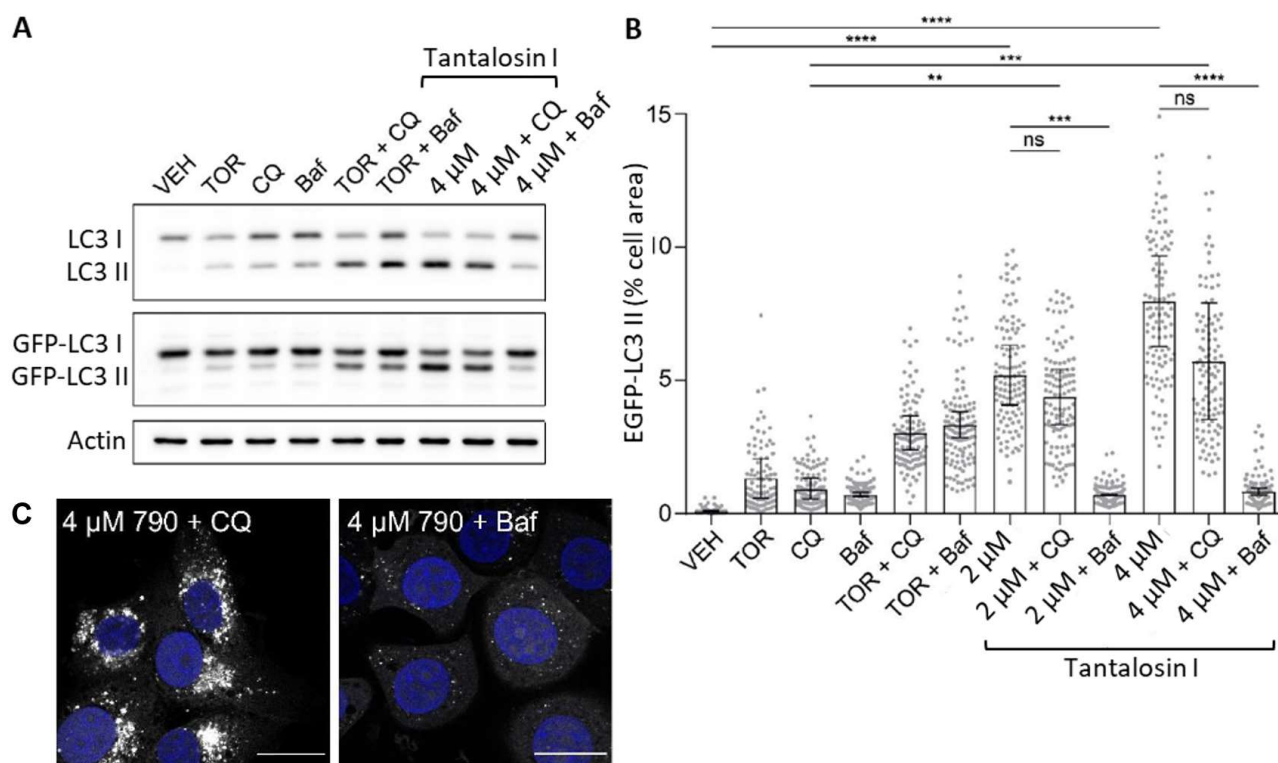 A
Tantalosin I
VEH
TOR
CQ
Baf
TOR + CQ
TOR + Baf
4 µM
4 µM + CQ
4 µM + Baf
LC3 I
LC3 II
GFP-LC3 I
GFP-LC3 II
Actin
B
****
****
***
**
****
ns
***
ns
EGFP-LC3 II (% cell area)
15
10
5
0
VEH
TOR
CQ
Baf
TOR + CQ
TOR + Baf
2 µM
2 µM + CQ
2 µM + Baf
4 µM
4 µM + CQ
4 µM + Baf
Tantalosin I
C
4 µM 790 + CQ
4 µM 790 + Baf